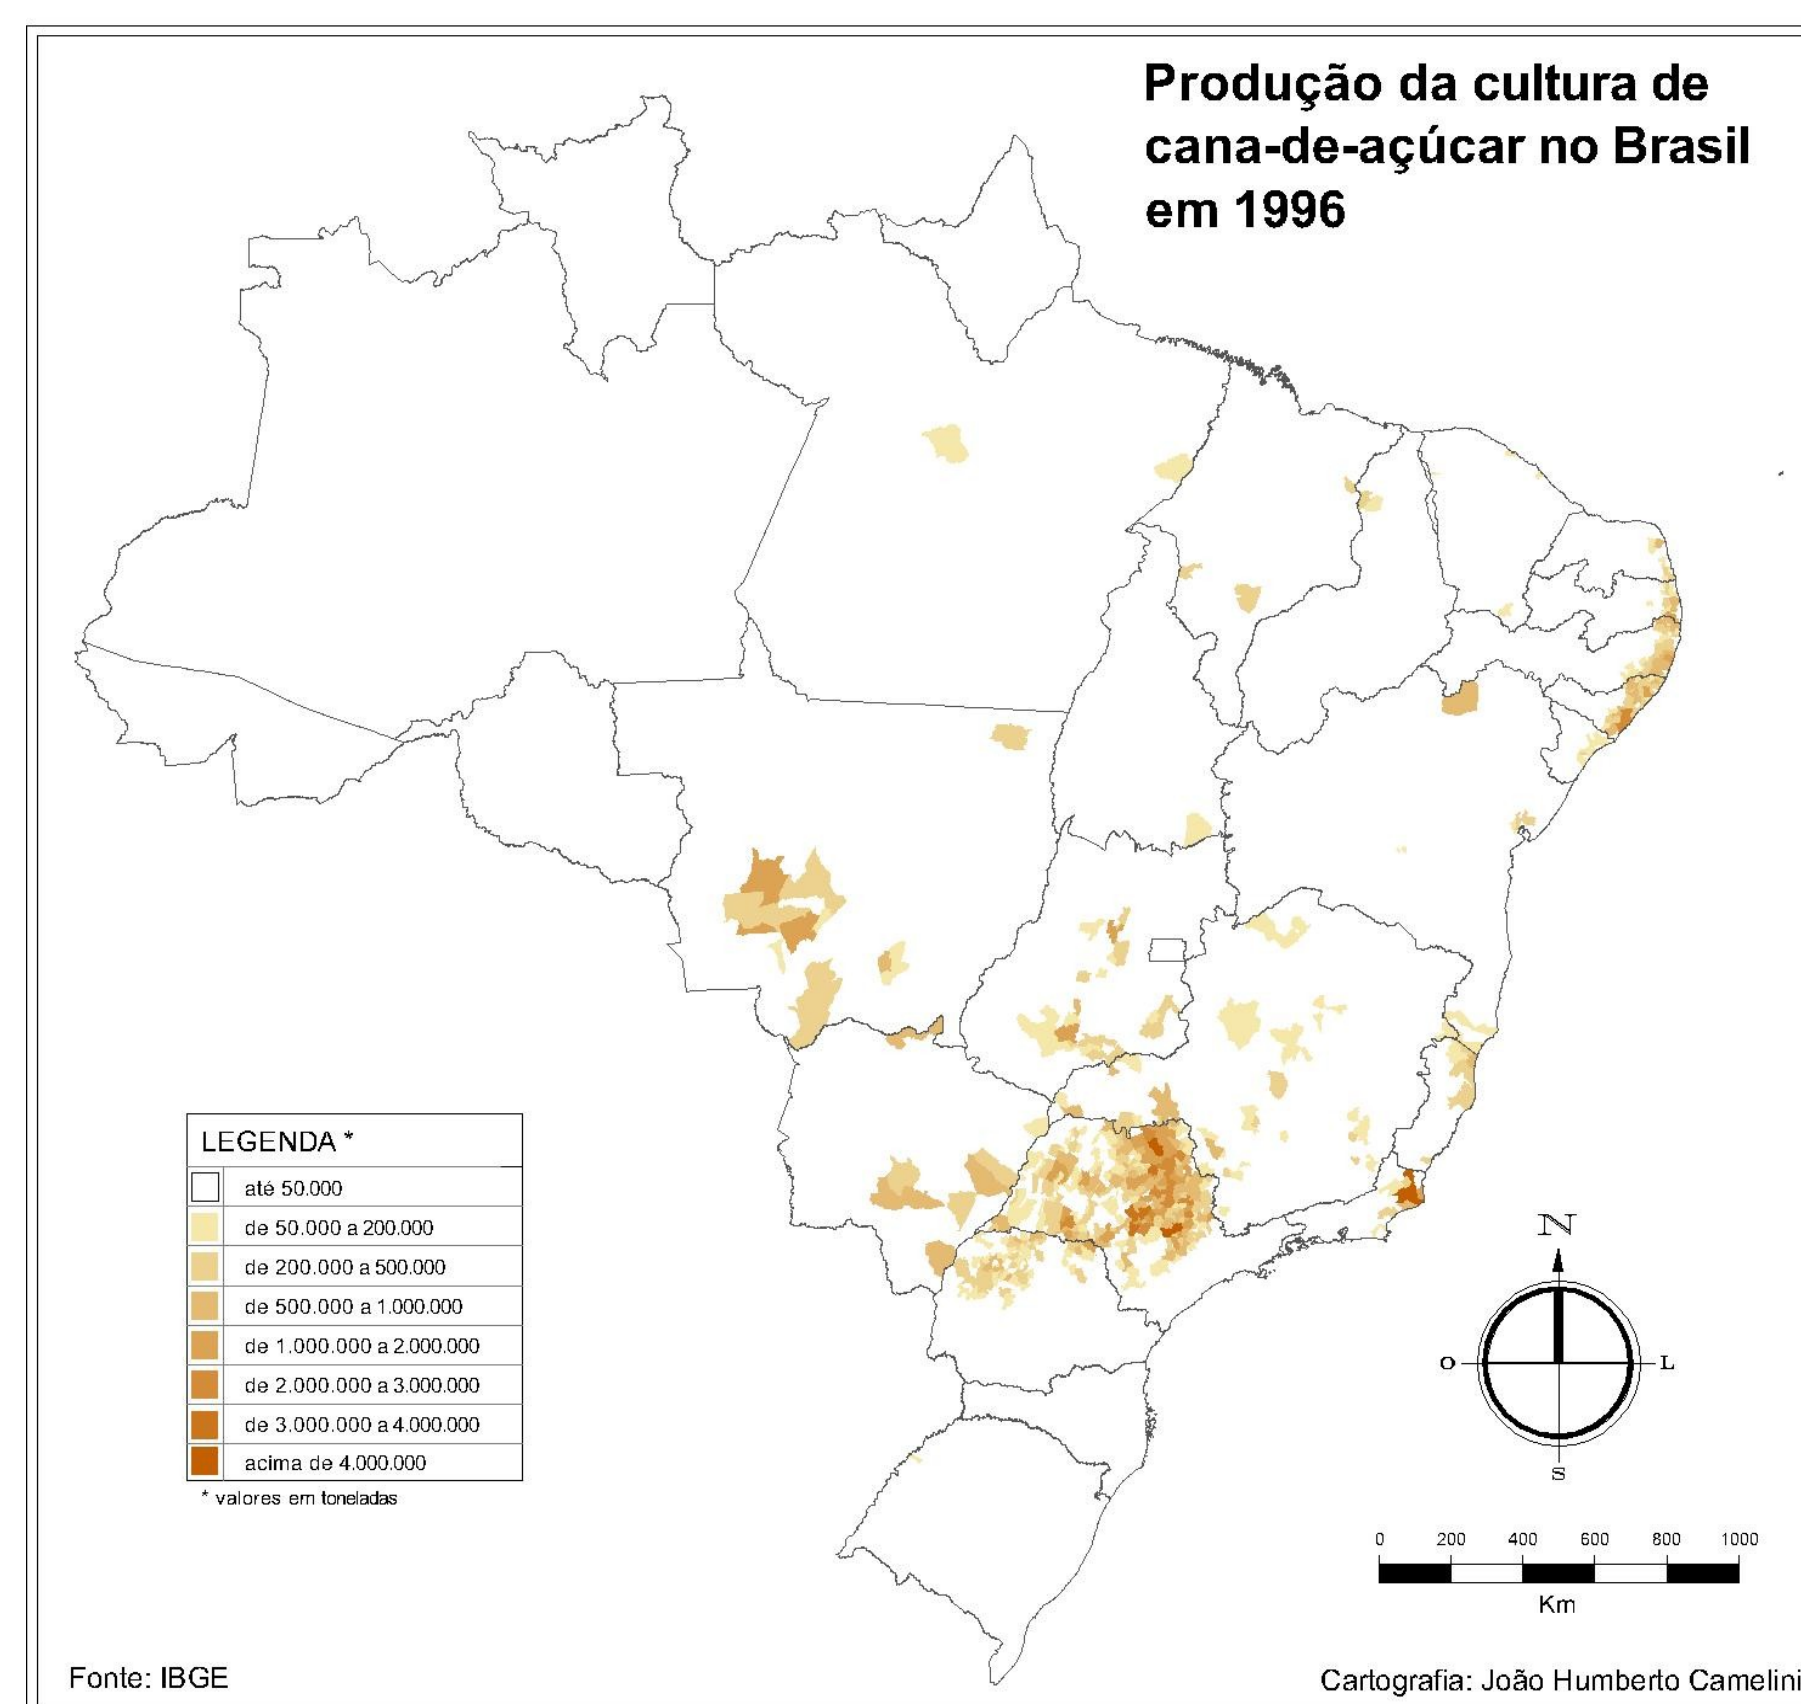 Produção da cultura de
cana-de-açúcar no Brasil
em 1996
LEGENDA *
até 50.000
de 50.000 a 200.000
de 200.000 a 500.000
de 500.000 a 1.000.000
de 1.000.000 a 2.000.000
de 2.000.000 a 3.000.000
de 3.000.000 a 4.000.000
acima de 4.000.000
* valores em toneladas
N
O L
S
0 200 400 600 800 1000
Km
Fonte: IBGE
Cartografia: João Humberto Camelini